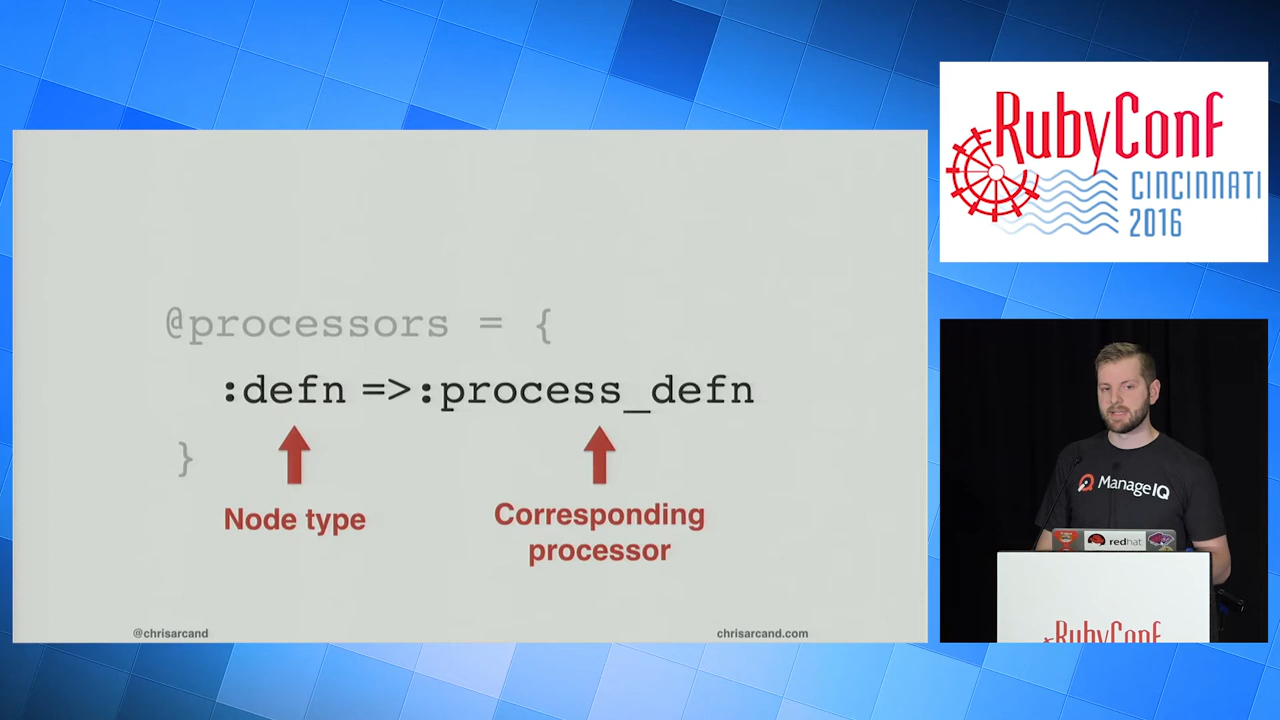 @processors = {
:defn =>:process_defn
}
Node type
Corresponding
processor
@chrisarcand
chrisarcand.com
RubyConf
CINCINNATI
2016
ManageIQ
redhat
RubyConf